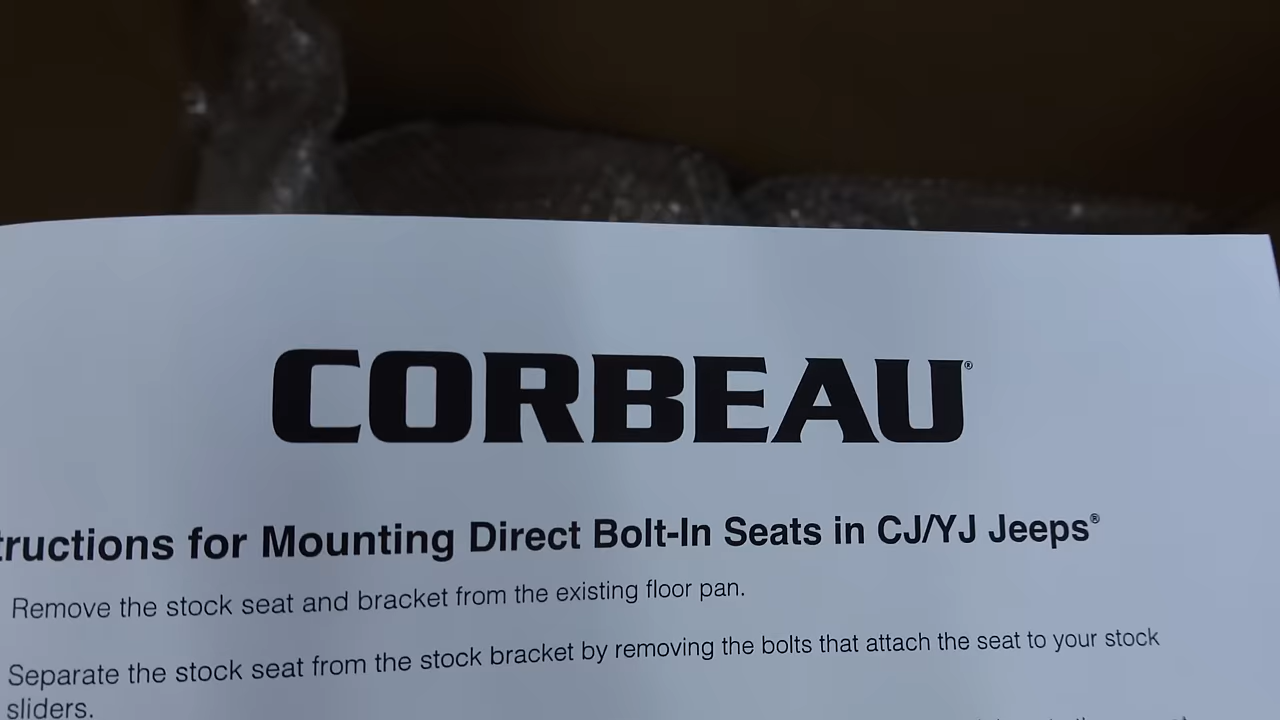 CORBEAU®
tructions for Mounting Direct Bolt-In Seats in CJ/YJ Jeeps®
Remove the stock seat and bracket from the existing floor pan.
Separate the stock seat from the stock bracket by removing the bolts that attach the seat to your stock
sliders.